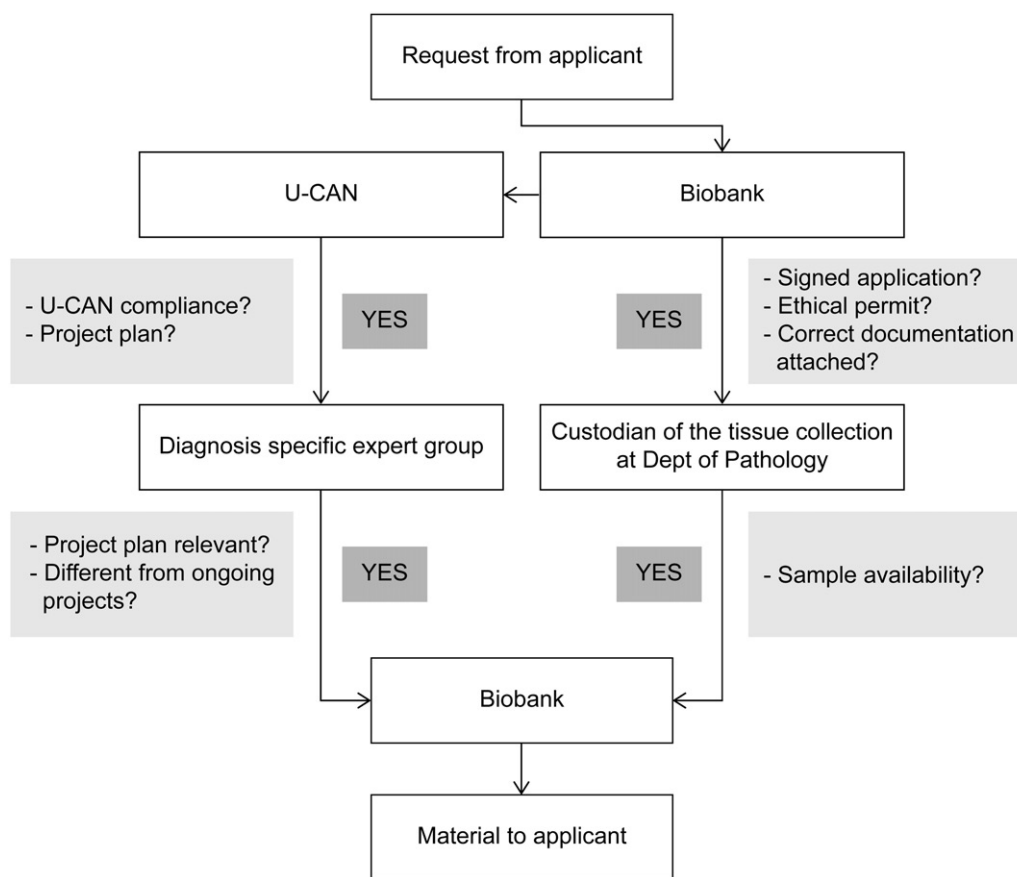 Request from applicant
U-CAN
Biobank
- U-CAN compliance?
- Project plan?
YES
YES
- Signed application?
- Ethical permit?
- Correct documentation
attached?
Diagnosis specific expert group
Custodian of the tissue collection
at Dept of Pathology
- Project plan relevant?
- Different from ongoing
projects?
YES
YES
- Sample availability?
Biobank
Material to applicant